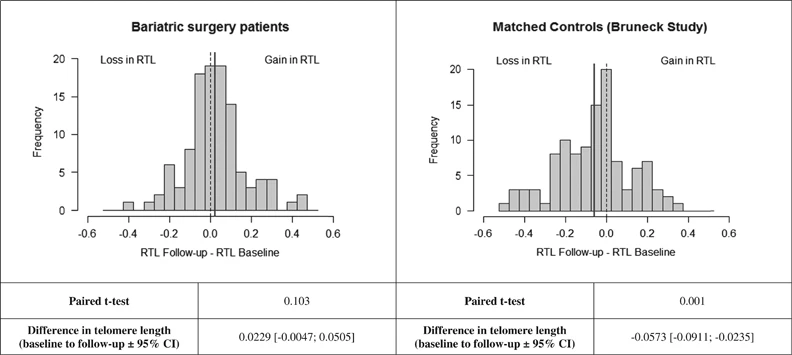 Bariatric surgery patients
Loss in RTL
Gain in RTL
Frequency
20
15
10
5
0
-0.6
-0.4
-0.2
0.0
0.2
0.4
0.6
RTL Follow-up - RTL Baseline
Paired t-test
0.103
Difference in telomere length
(baseline to follow-up ± 95% CI)
0.0229 [-0.0047; 0.0505]
Matched Controls (Bruneck Study)
Loss in RTL
Gain in RTL
Frequency
20
15
10
5
0
-0.6
-0.4
-0.2
0.0
0.2
0.4
0.6
RTL Follow-up - RTL Baseline
Paired t-test
0.001
Difference in telomere length
(baseline to follow-up ± 95% CI)
-0.0573 [-0.0911; -0.0235]